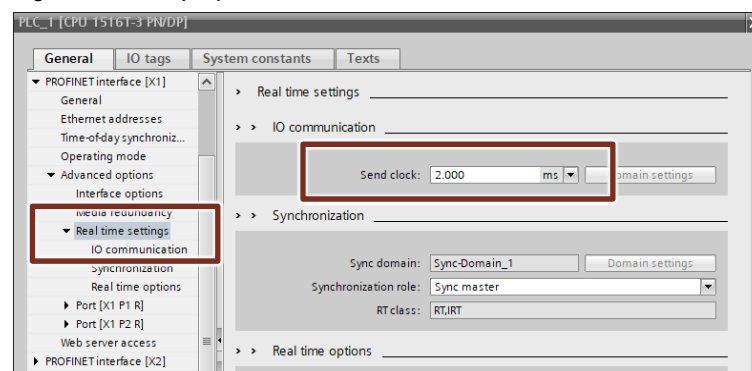 PLC_1 [CPU 1516T-3 PN/DP]
General
IO tags
System constants
Texts
PROFINET interface [X1]
General
Ethernet addresses
Time-of-day synchroniz...
Operating mode
Advanced options
Interface options
Media redundancy
Real time settings
IO communication
Synchronization
Real time options
Port [X1 P1 R]
Port [X1 P2 R]
Web server access
PROFINET interface [X2]
Real time settings
IO communication
Send clock: 2.000 ms Domain settings
Synchronization
Sync domain: Sync-Domain_1 Domain settings
Synchronization role: Sync master
RT class: RT,IRT
Real time options